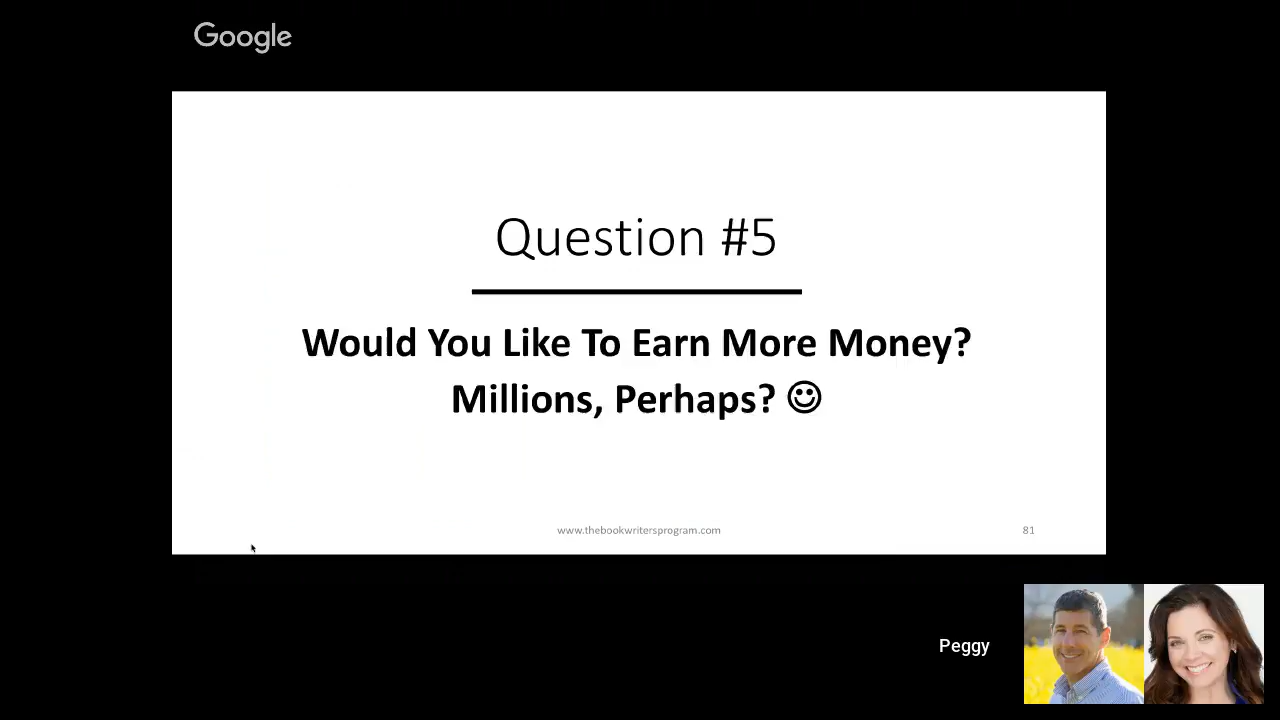 Google
Question #5
Would You Like To Earn More Money?
Millions, Perhaps? ☺
www.thebookwritersprogram.com
81
Peggy